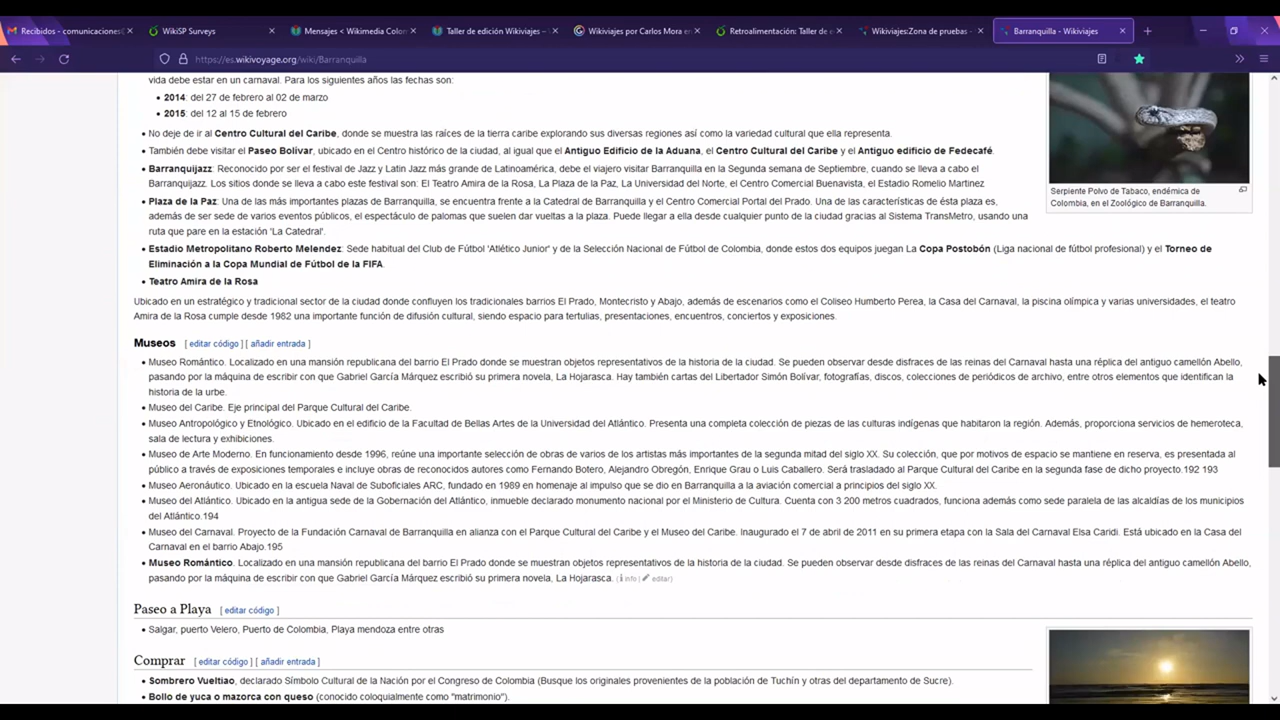 Recibidos - comunicaciones(
WikiSP Surveys
Mensajes < Wikimedia Colon
Taller de edición Wikiviajes –
Wikiviajes por Carlos Mora en
Retroalimentación: Taller de e
Wikiviajes:Zona de pruebas -
Barranquilla - Wikiviajes
https://es.wikivoyage.org/wiki/Barranquilla
vida debe estar en un carnaval. Para los siguientes años las fechas son:
• 2014: del 27 de febrero al 02 de marzo
• 2015: del 12 al 15 de febrero
• No deje de ir al Centro Cultural del Caribe, donde se muestra las raíces de la tierra caribe explorando sus diversas regiones así como la variedad cultural que ella representa.
• También debe visitar el Paseo Bolívar, ubicado en el Centro histórico de la ciudad, al igual que el Antiguo Edificio de la Aduana, el Centro Cultural del Caribe y el Antiguo edificio de Fedecafé.
• Barranquijazz: Reconocido por ser el festival de Jazz y Latin Jazz más grande de Latinoamérica, debe el viajero visitar Barranquilla en la Segunda semana de Septiembre, cuando se lleva a cabo el
Barranquijazz. Los sitios donde se lleva a cabo este festival son: El Teatro Amira de la Rosa, La Plaza de la Paz, La Universidad del Norte, el Centro Comercial Buenavista, el Estadio Romelio Martinez
• Plaza de la Paz: Una de las más importantes plazas de Barranquilla, se encuentra frente a la Catedral de Barranquilla y el Centro Comercial Portal del Prado. Una de las características de ésta plaza es,
además de ser sede de varios eventos públicos, el espectáculo de palomas que suelen dar vueltas a la plaza. Puede llegar a ella desde cualquier punto de la ciudad gracias al Sistema TransMetro, usando una
ruta que pare en la estación 'La Catedral'.
• Estadio Metropolitano Roberto Melendez: Sede habitual del Club de Fútbol 'Atlético Junior' y de la Selección Nacional de Fútbol de Colombia, donde estos dos equipos juegan La Copa Postobón (Liga nacional de fútbol profesional) y el Torneo de
Eliminación a la Copa Mundial de Fútbol de la FIFA.
• Teatro Amira de la Rosa
Serpiente Polvo de Tabaco, endémica de
Colombia, en el Zoológico de Barranquilla.
Ubicado en un estratégico y tradicional sector de la ciudad donde confluyen los tradicionales barrios El Prado, Montecristo y Abajo, además de escenarios como el Coliseo Humberto Perea, la Casa del Carnaval, la piscina olímpica y varias universidades, el teatro
Amira de la Rosa cumple desde 1982 una importante función de difusión cultural, siendo espacio para tertulias, presentaciones, encuentros, conciertos y exposiciones.
Museos [ editar código ] [ añadir entrada ]
• Museo Romántico. Localizado en una mansión republicana del barrio El Prado donde se muestran objetos representativos de la historia de la ciudad. Se pueden observar desde disfraces de las reinas del Carnaval hasta una réplica del antiguo camellón Abello,
pasando por la máquina de escribir con que Gabriel García Márquez escribió su primera novela, La Hojarasca. Hay también cartas del Libertador Simón Bolívar, fotografías, discos, colecciones de periódicos de archivo, entre otros elementos que identifican la
historia de la urbe.
• Museo del Caribe. Eje principal del Parque Cultural del Caribe.
• Museo Antropológico y Etnológico. Ubicado en el edificio de la Facultad de Bellas Artes de la Universidad del Atlántico. Presenta una completa colección de piezas de las culturas indígenas que habitaron la región. Además, proporciona servicios de hemeroteca,
sala de lectura y exhibiciones.
• Museo de Arte Moderno. En funcionamiento desde 1996, reúne una importante selección de obras de varios de los artistas más importantes de la segunda mitad del siglo XX. Su colección, que por motivos de espacio se mantiene en reserva, es presentada al
público a través de exposiciones temporales e incluye obras de reconocidos autores como Fernando Botero, Alejandro Obregón, Enrique Grau o Luis Caballero. Será trasladado al Parque Cultural del Caribe en la segunda fase de dicho proyecto.192 193
• Museo Aeronáutico. Ubicado en la escuela Naval de Suboficiales ARC, fundado en 1989 en homenaje al impulso que se dio en Barranquilla a la aviación comercial a principios del siglo XX.
• Museo del Atlántico. Ubicado en la antigua sede de la Gobernación del Atlántico, inmueble declarado monumento nacional por el Ministerio de Cultura. Cuenta con 3 200 metros cuadrados, funciona además como sede paralela de las alcaldías de los municipios
del Atlántico.194
• Museo del Carnaval. Proyecto de la Fundación Carnaval de Barranquilla en alianza con el Parque Cultural del Caribe y el Museo del Caribe. Inaugurado el 7 de abril de 2011 en su primera etapa con la Sala del Carnaval Elsa Caridi. Está ubicado en la Casa del
Carnaval en el barrio Abajo.195
• Museo Romántico. Localizado en una mansión republicana del barrio El Prado donde se muestran objetos representativos de la historia de la ciudad. Se pueden observar desde disfraces de las reinas del Carnaval hasta una réplica del antiguo camellón Abello,
pasando por la máquina de escribir con que Gabriel García Márquez escribió su primera novela, La Hojarasca. ( info | editar)
Paseo a Playa [ editar código ]
• Salgar, puerto Velero, Puerto de Colombia, Playa mendoza entre otras
Comprar [ editar código ] [ añadir entrada ]
• Sombrero Vueltiao, declarado Símbolo Cultural de la Nación por el Congreso de Colombia (Busque los originales provenientes de la población de Tuchín y otras del departamento de Sucre).
• Bollo de yuca o mazorca con queso (conocido coloquialmente como "matrimonio").